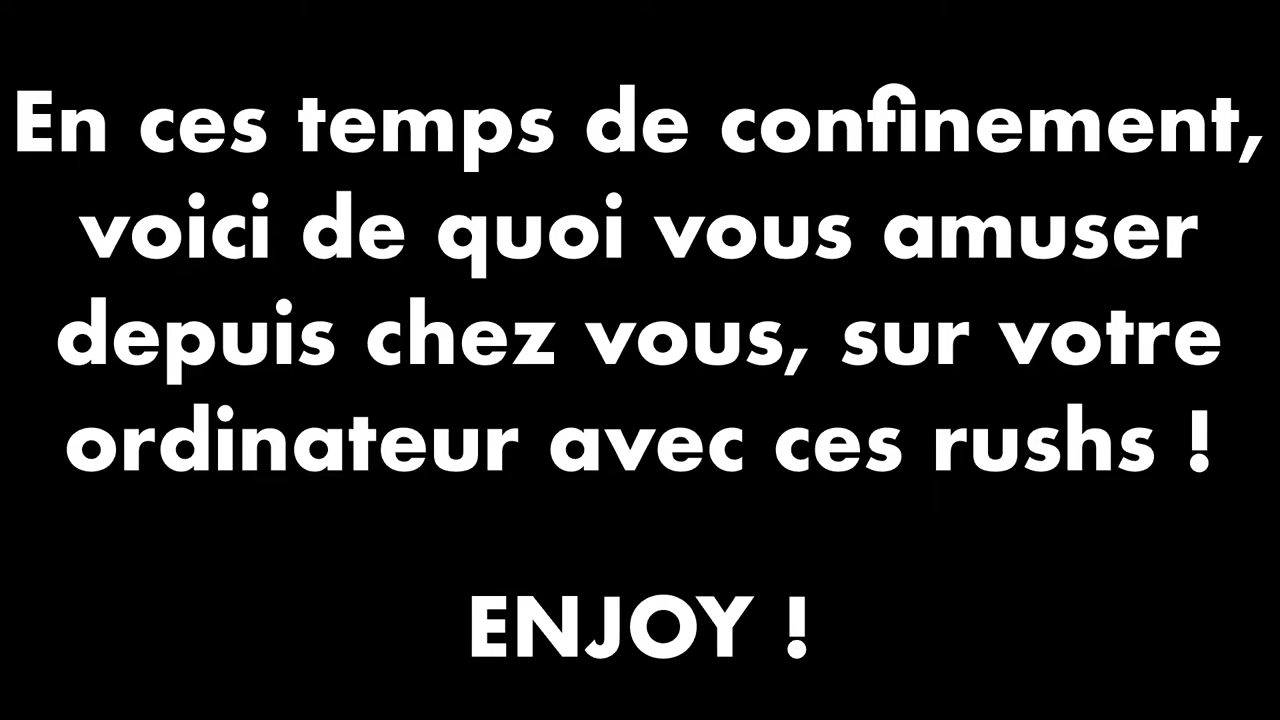 En ces temps de confinement,
voici de quoi vous amuser
depuis chez vous, sur votre
ordinateur avec ces rushs !
ENJOY !